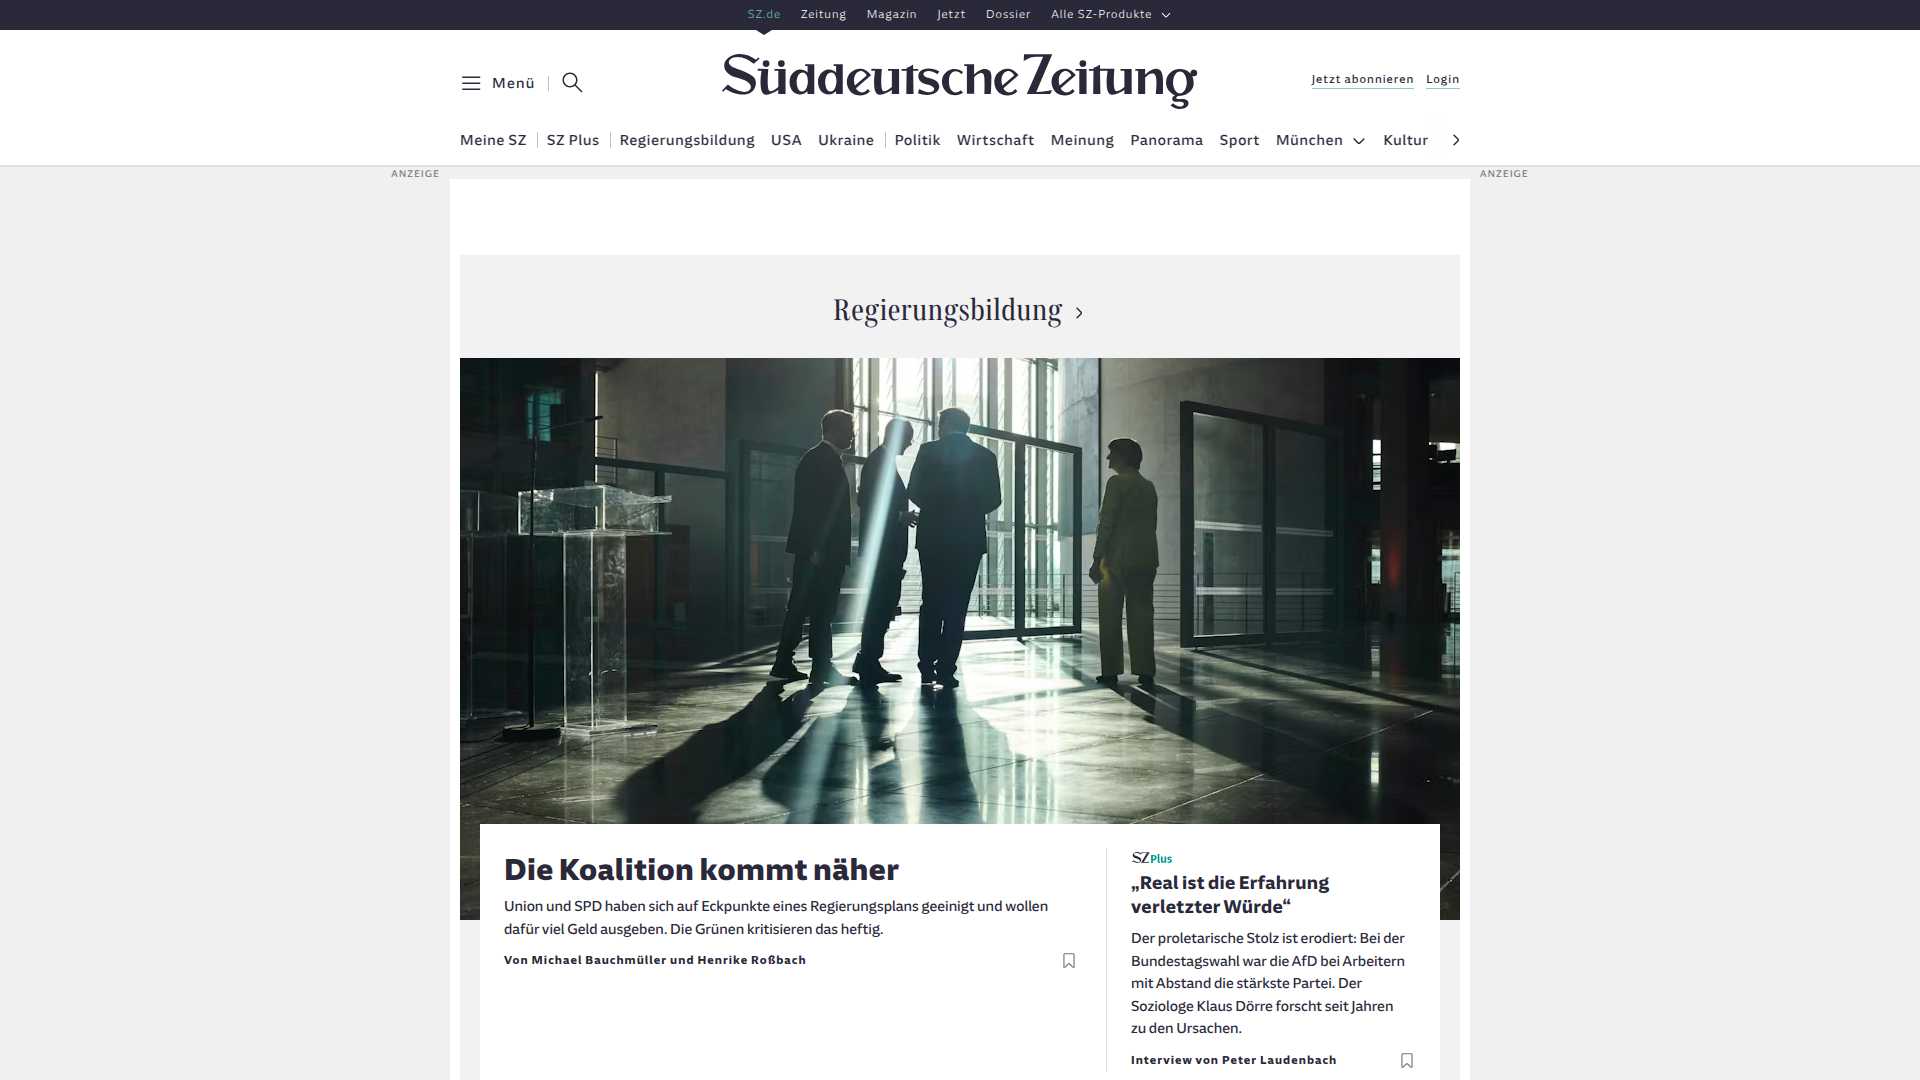 SZ.de Zeitung Magazin Jetzt Dossier Alle SZ-Produkte
Menü
Süddeutsche Zeitung
Jetzt abonnieren Login
Meine SZ SZ Plus Regierungsbildung USA Ukraine Politik Wirtschaft Meinung Panorama Sport München Kultur
ANZEIGE
ANZEIGE
Regierungsbildung
Die Koalition kommt näher
Union und SPD haben sich auf Eckpunkte eines Regierungsplans geeinigt und wollen
dafür viel Geld ausgeben. Die Grünen kritisieren das heftig.
Von Michael Bauchmüller und Henrike Roßbach
SZ Plus
„Real ist die Erfahrung
verletzter Würde“
Der proletarische Stolz ist erodiert: Bei der
Bundestagswahl war die AfD bei Arbeitern
mit Abstand die stärkste Partei. Der
Soziologe Klaus Dörre forscht seit Jahren
zu den Ursachen.
Interview von Peter Laudenbach